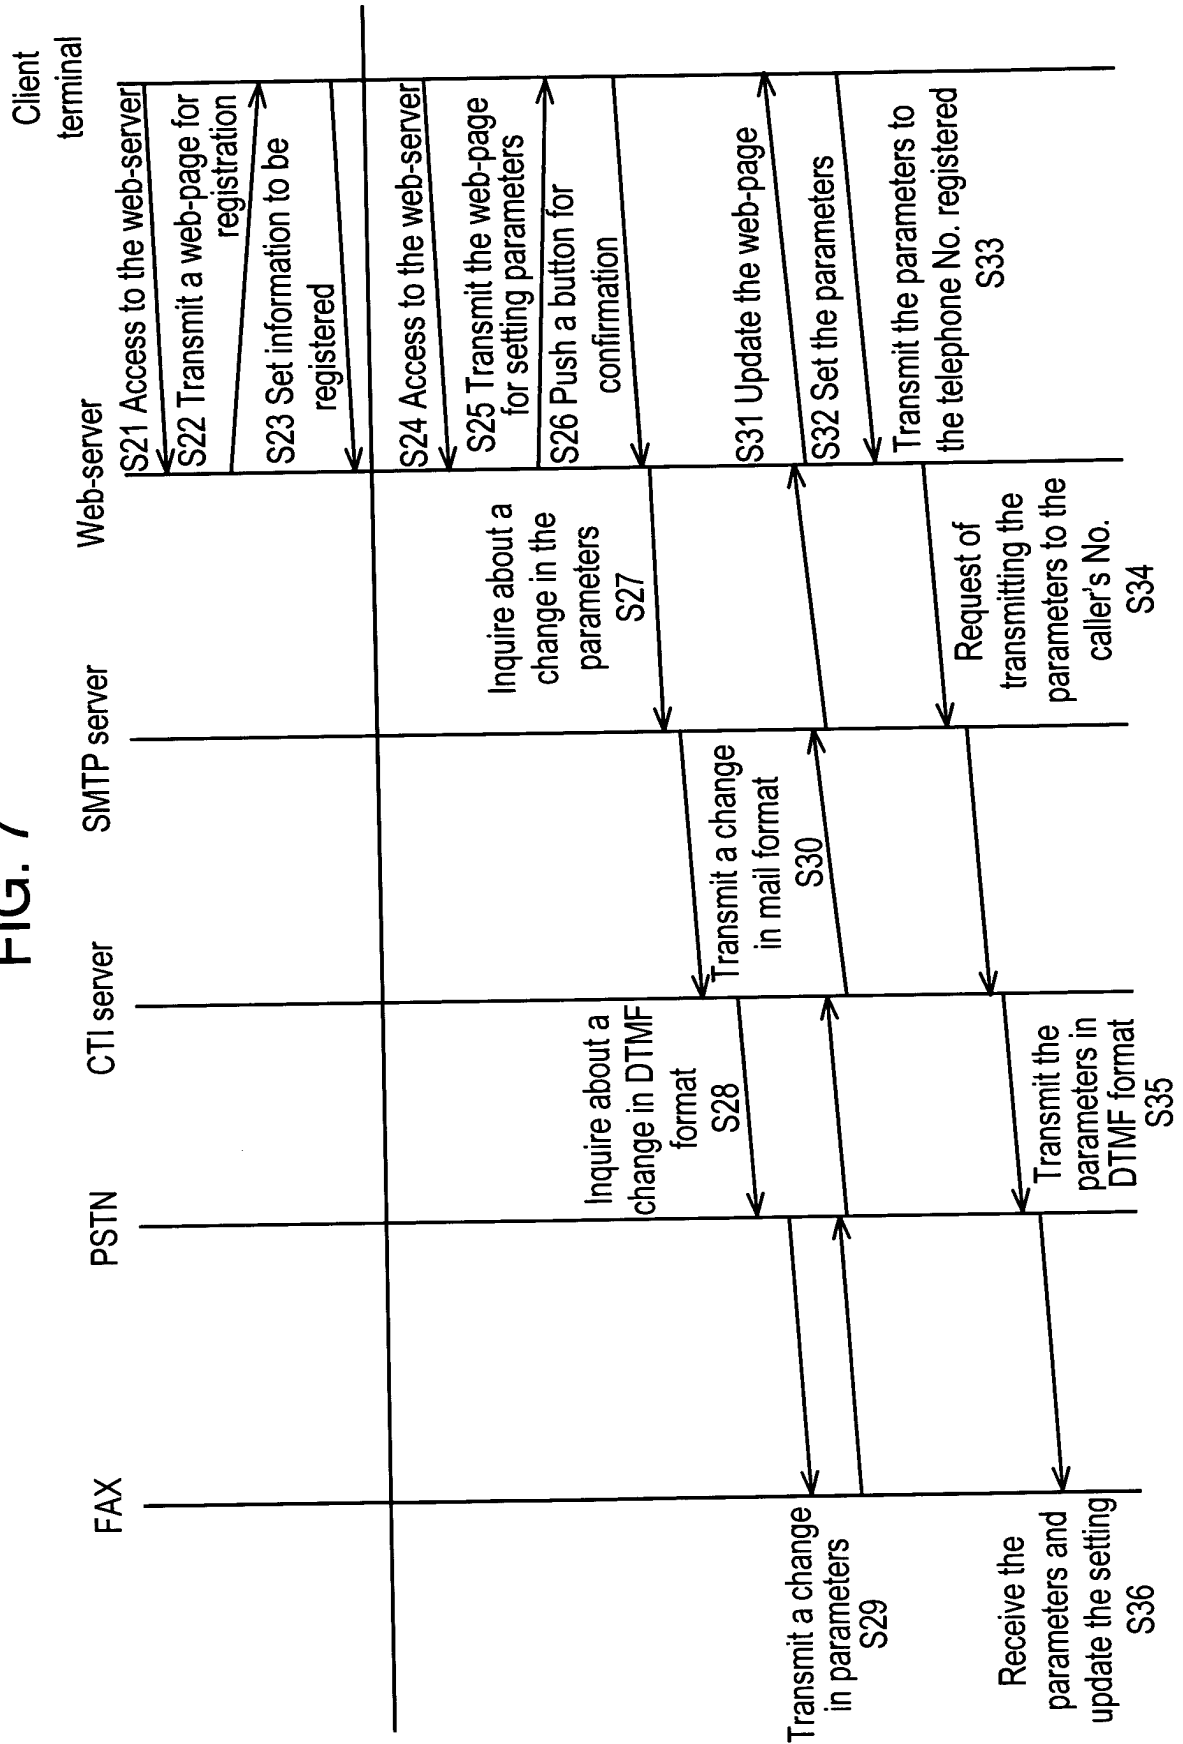 FIG. 7
FAX
PSTN
CTI server
SMTP server
Web-server
Client
terminal
S21 Access to the web-server
S22 Transmit a web-page for
registration
S23 Set information to be
registered
S24 Access to the web-server
S25 Transmit the web-page
for setting parameters
S26 Push a button for
confirmation
Inquire about a
change in the
parameters
S27
Inquire about a
change in DTMF
format
S28
Transmit a change
in parameters
S29
Transmit a change
in mail format
S30
S31 Update the web-page
S32 Set the parameters
Transmit the parameters to
the telephone No. registered
S33
Request of
transmitting the
parameters to the
caller's No.
S34
Transmit the
parameters in
DTMF format
S35
Receive the
parameters and
update the setting
S36